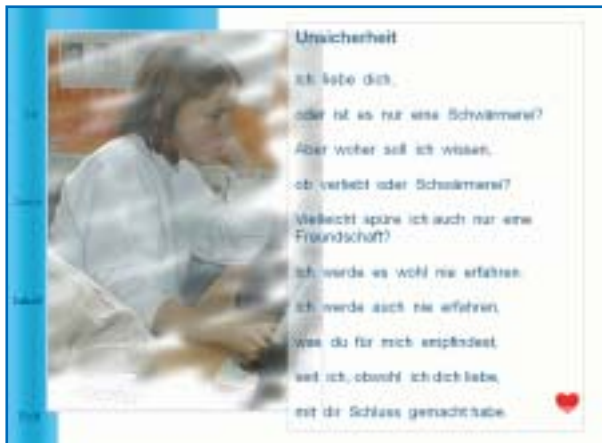 Unsicherheit
Ich liebe dich,
oder ist es nur eine Schwärmerei?
Aber woher soll ich wissen,
ob verliebt oder Schwärmerei?
Vielleicht spüre ich auch nur eine
Freundschaft?
Ich werde es wohl nie erfahren.
Ich werde auch nie erfahren,
was du für mich empfindest,
weil ich, obwohl ich dich liebe,
mit dir Schluss gemacht habe.